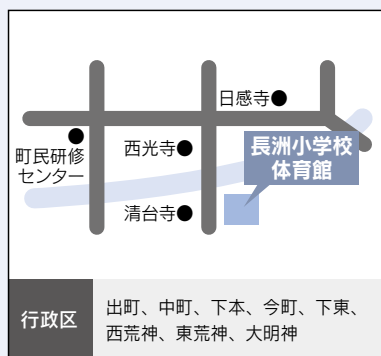 日感寺
町民研修
センター
西光寺
長洲小学校
体育館
清台寺
行政区
出町、中町、下本、今町、下東、
西荒神、東荒神、大明神